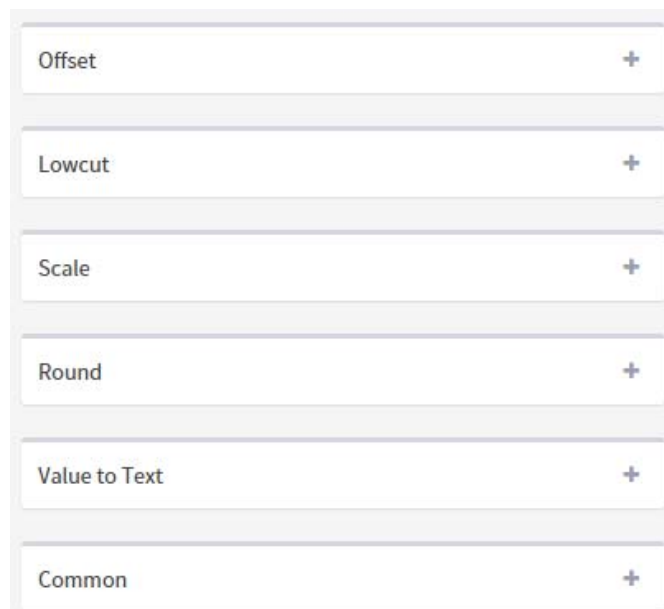 Offset
Lowcut
Scale
Round
Value to Text
Common